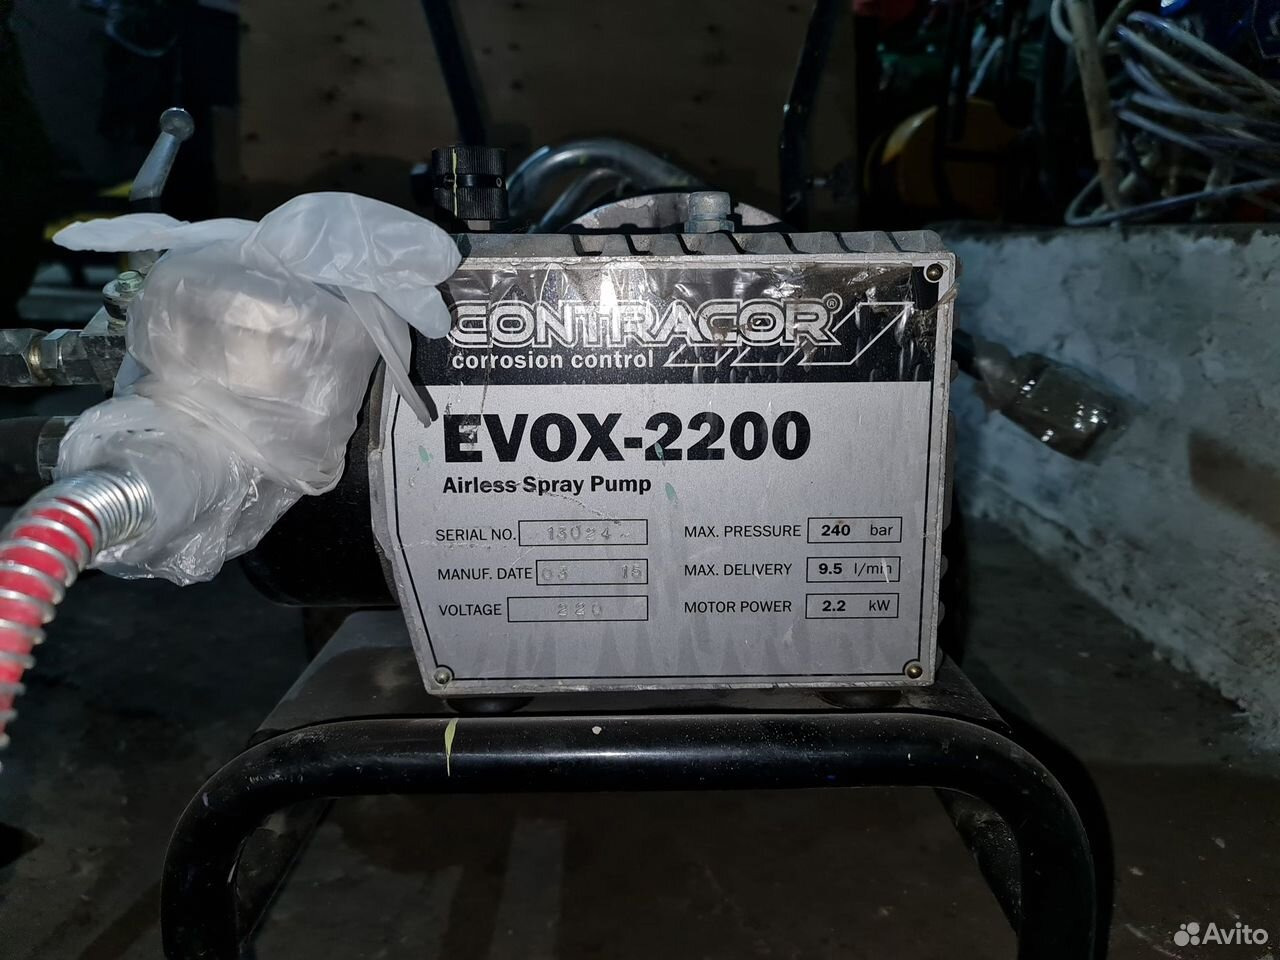 CONTRACOR®
corrosion control
EVOX-2200
Airless Spray Pump
SERIAL NO. 13024
MANUF. DATE 03 15
VOLTAGE 220
MAX. PRESSURE 240 bar
MAX. DELIVERY 9.5 l/min
MOTOR POWER 2.2 kW
Avito